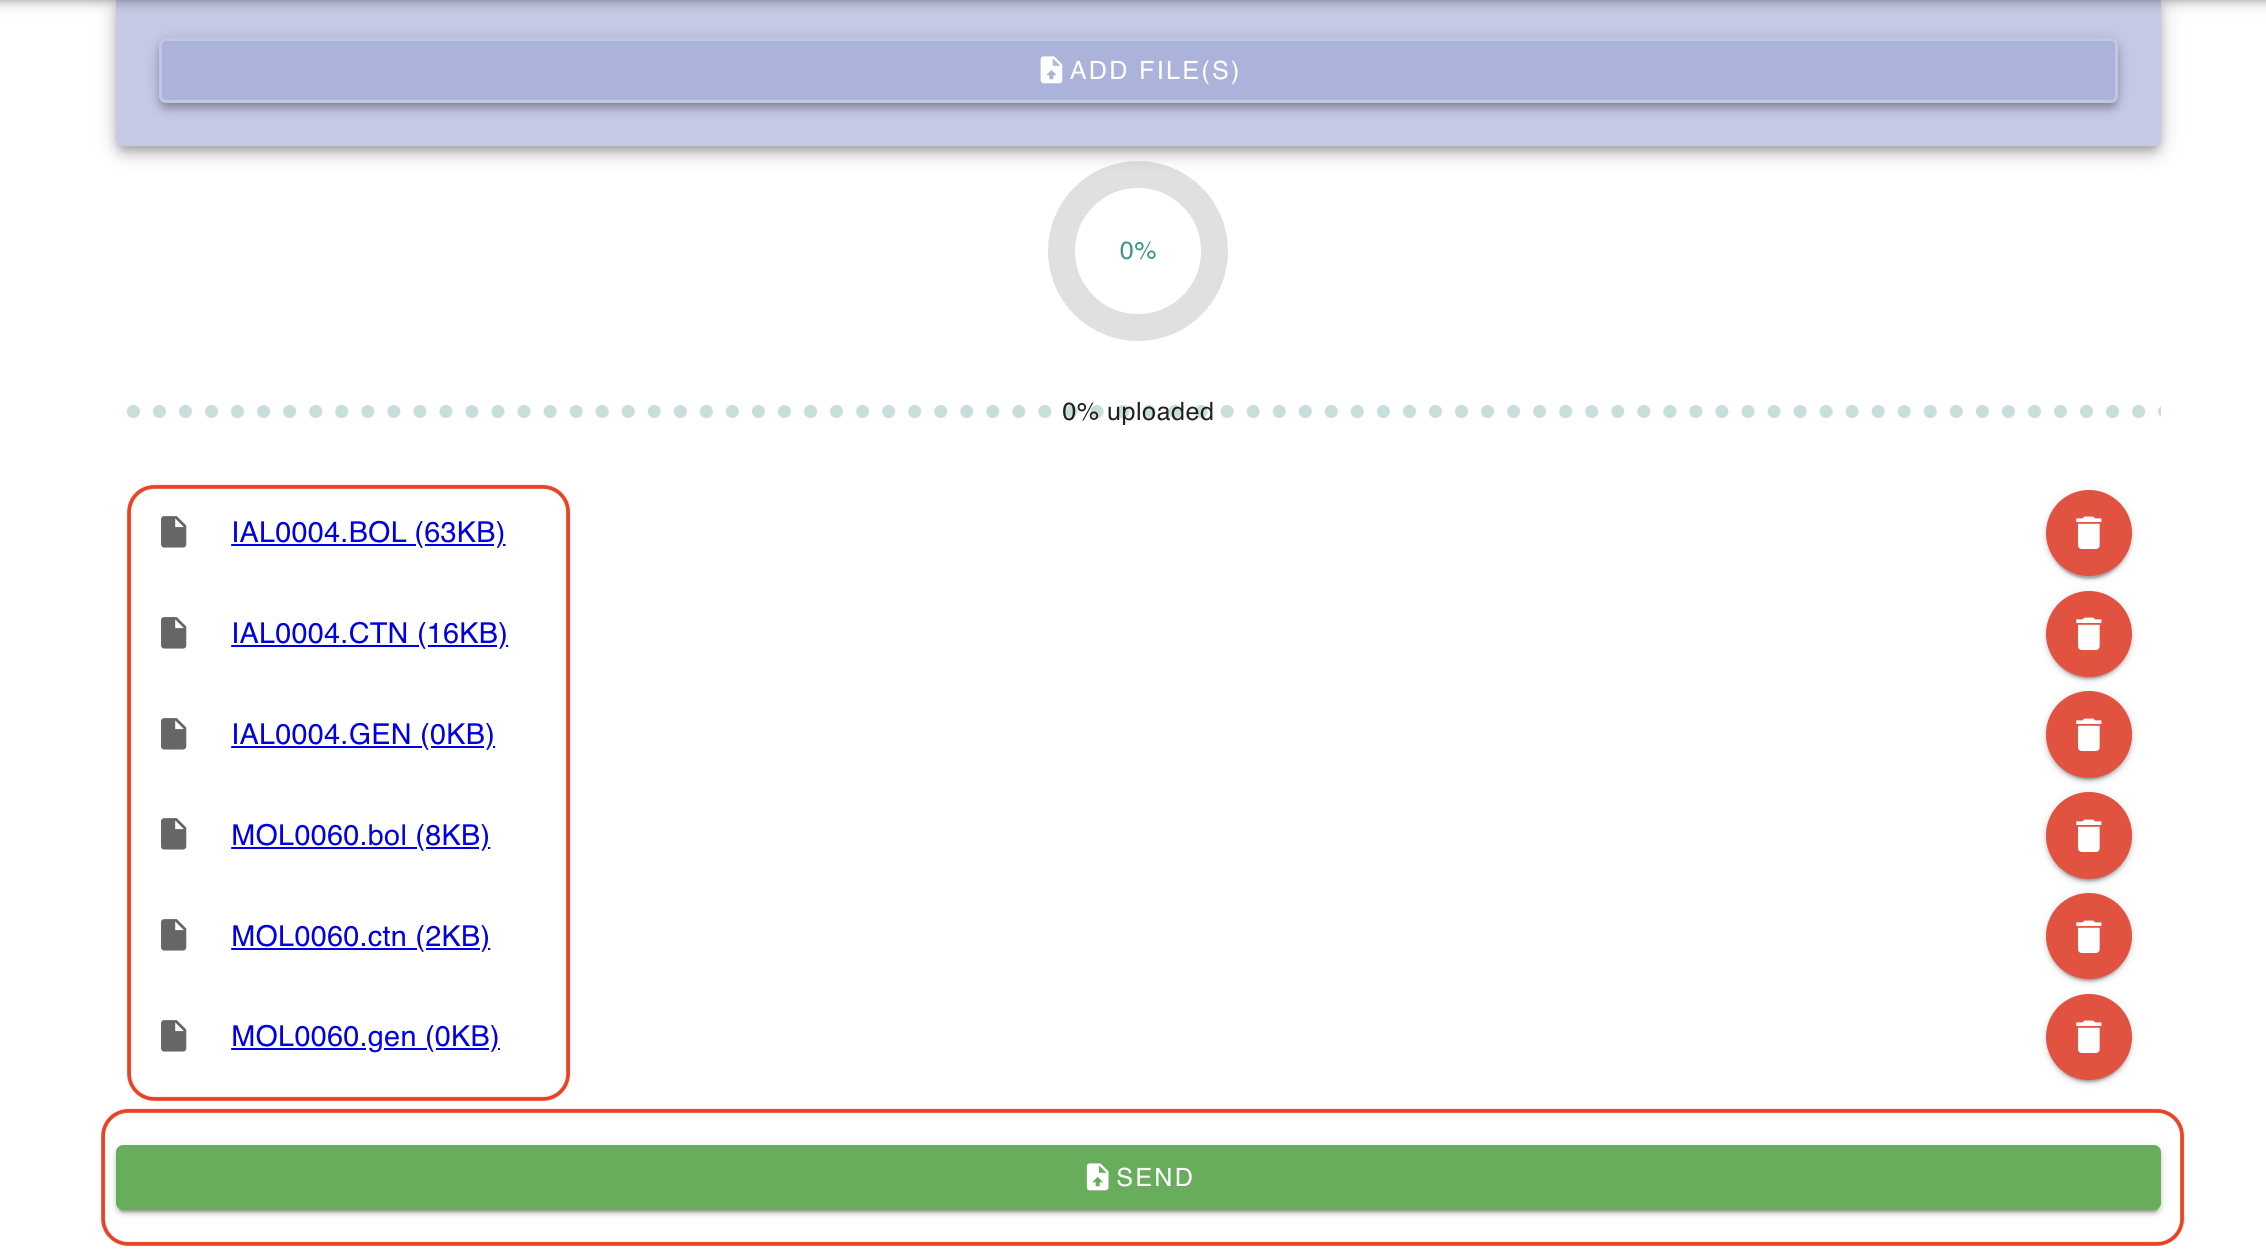 ADD FILE(S)
0%
0% uploaded
IAL0004.BOL (63KB)
IAL0004.CTN (16KB)
IAL0004.GEN (0KB)
MOL0060.bol (8KB)
MOL0060.ctn (2KB)
MOL0060.gen (0KB)
SEND